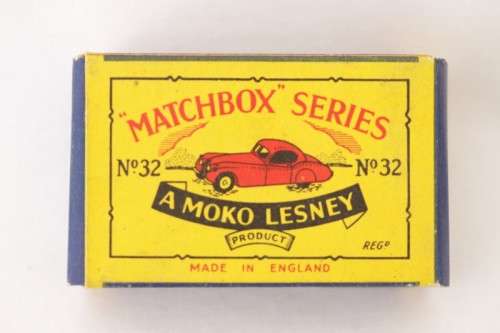 "MATCHBOX" SERIES
Nº32 Nº32
A MOKO LESNEY
PRODUCT
REGD
MADE IN ENGLAND